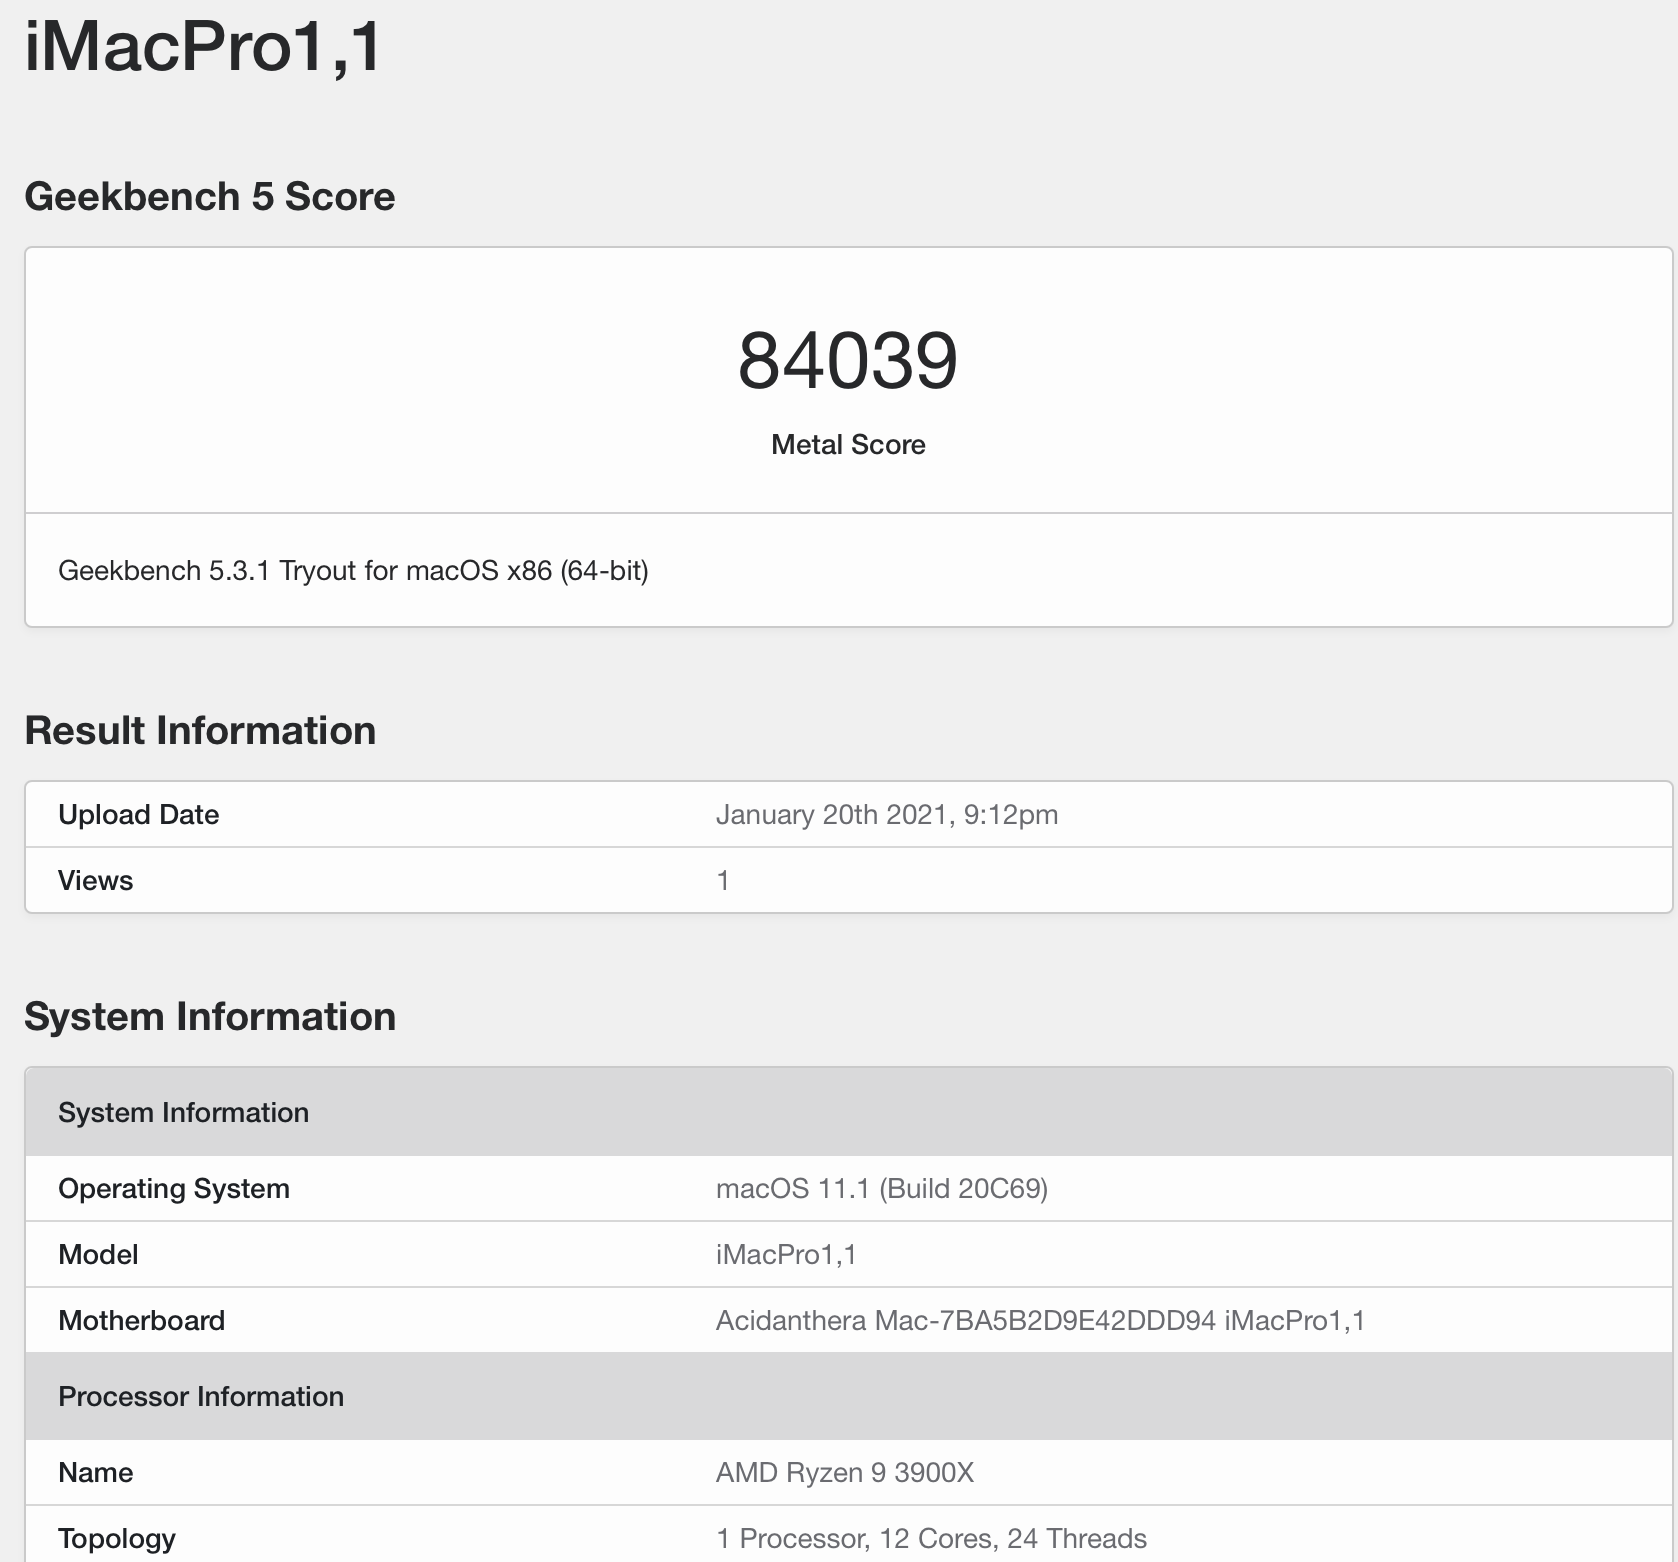 iMacPro1,1
Geekbench 5 Score
84039
Metal Score
Geekbench 5.3.1 Tryout for macOS x86 (64-bit)
Result Information
Upload Date January 20th 2021, 9:12pm
Views 1
System Information
System Information
Operating System macOS 11.1 (Build 20C69)
Model iMacPro1,1
Motherboard Acidanthera Mac-7BA5B2D9E42DDD94 iMacPro1,1
Processor Information
Name AMD Ryzen 9 3900X
Topology 1 Processor, 12 Cores, 24 Threads